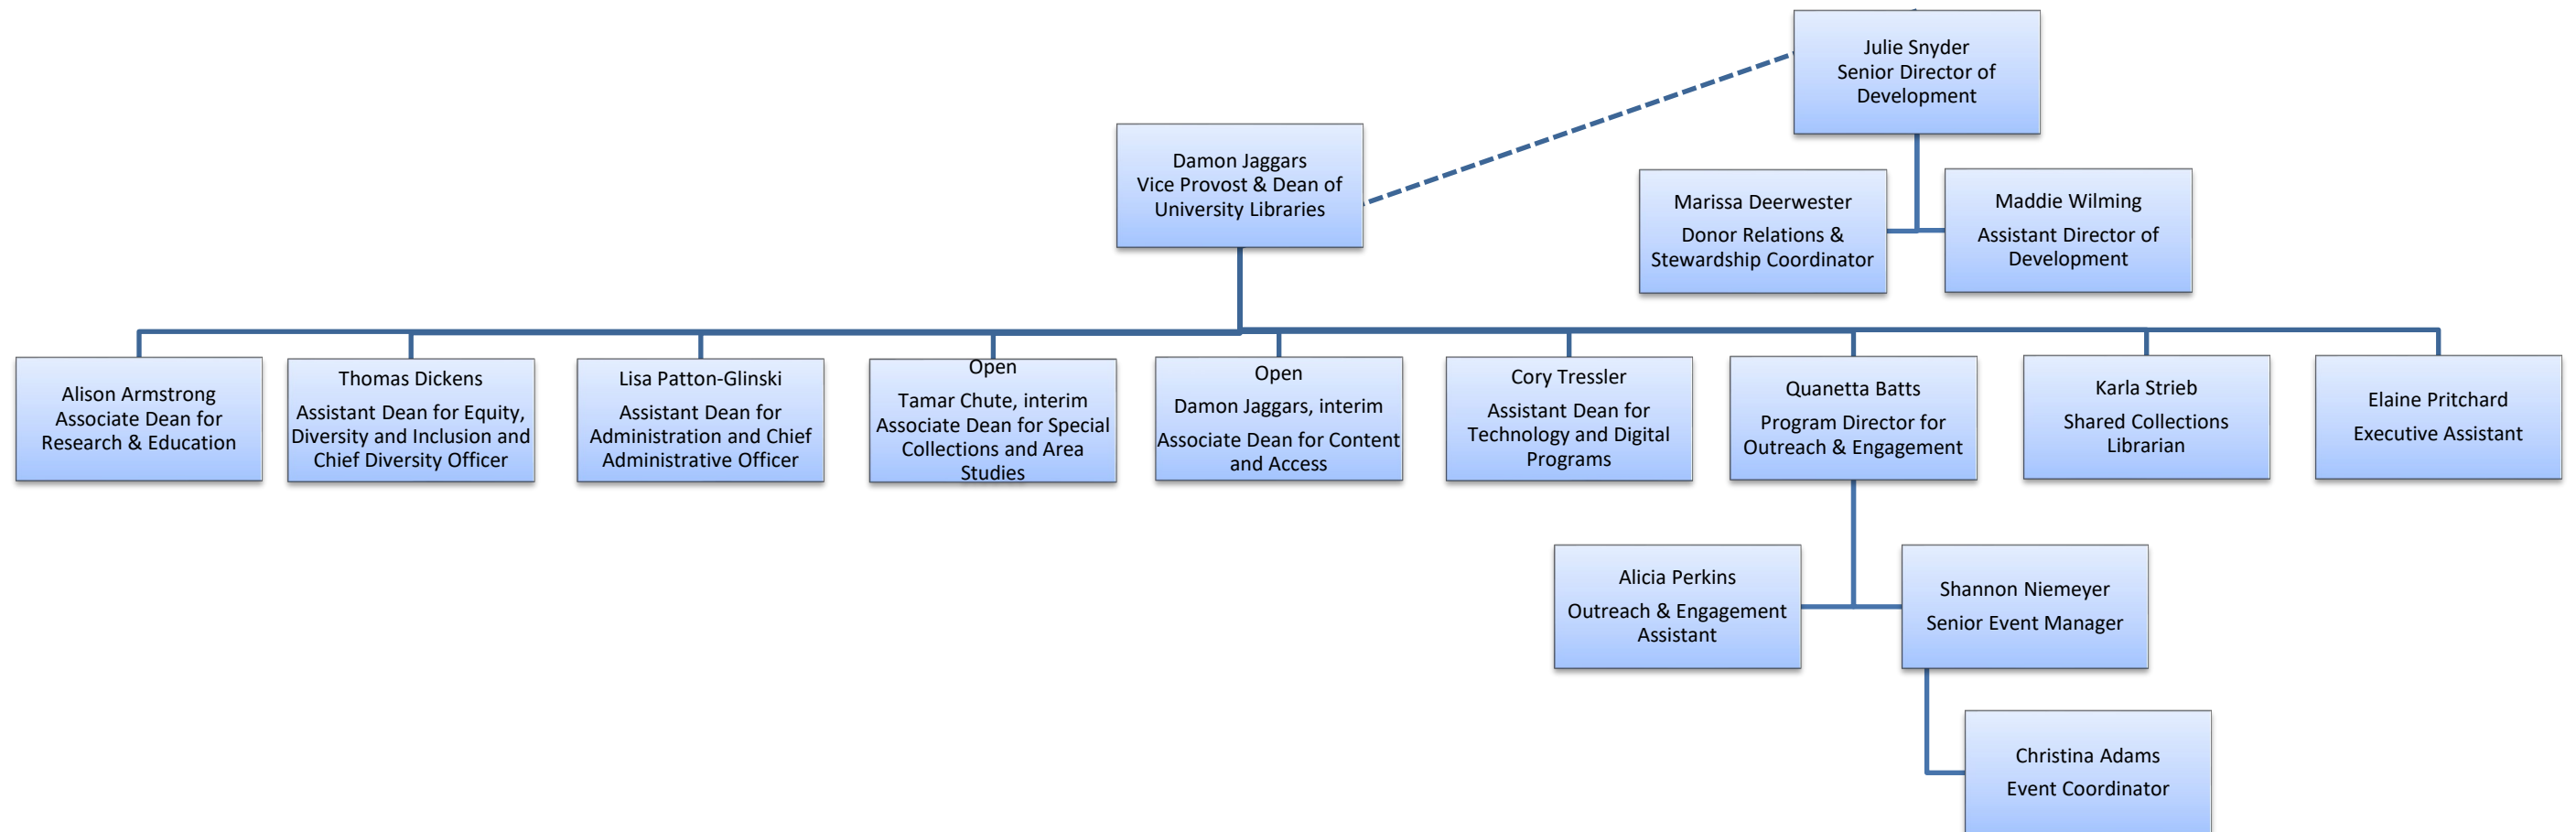 Julie Snyder
Senior Director of
Development
Damon Jaggars
Vice Provost & Dean of
University Libraries
Marissa Deerwester
Donor Relations &
Stewardship Coordinator
Maddie Wilming
Assistant Director of
Development
Alison Armstrong
Associate Dean for
Research & Education
Thomas Dickens
Assistant Dean for Equity,
Diversity and Inclusion and
Chief Diversity Officer
Lisa Patton-Glinski
Assistant Dean for
Administration and Chief
Administrative Officer
Open
Tamar Chute, interim
Associate Dean for Special
Collections and Area
Studies
Open
Damon Jaggars, interim
Associate Dean for Content
and Access
Cory Tressler
Assistant Dean for
Technology and Digital
Programs
Quanetta Batts
Program Director for
Outreach & Engagement
Karla Strieb
Shared Collections
Librarian
Elaine Pritchard
Executive Assistant
Alicia Perkins
Outreach & Engagement
Assistant
Shannon Niemeyer
Senior Event Manager
Christina Adams
Event Coordinator